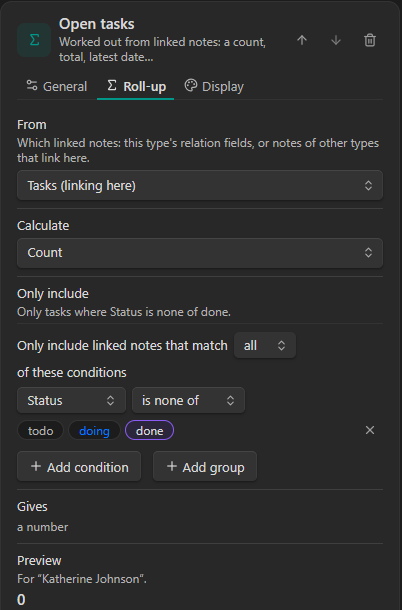 Open tasks
Worked out from linked notes: a count,
total, latest date...
General Roll-up Display
From
Which linked notes: this type's relation fields, or notes of other types
that link here.
Tasks (linking here)
Calculate
Count
Only include
Only tasks where Status is none of done.
Only include linked notes that match all
of these conditions
Status is none of
todo doing done
+ Add condition + Add group
Gives
a number
Preview
For “Katherine Johnson”.
0